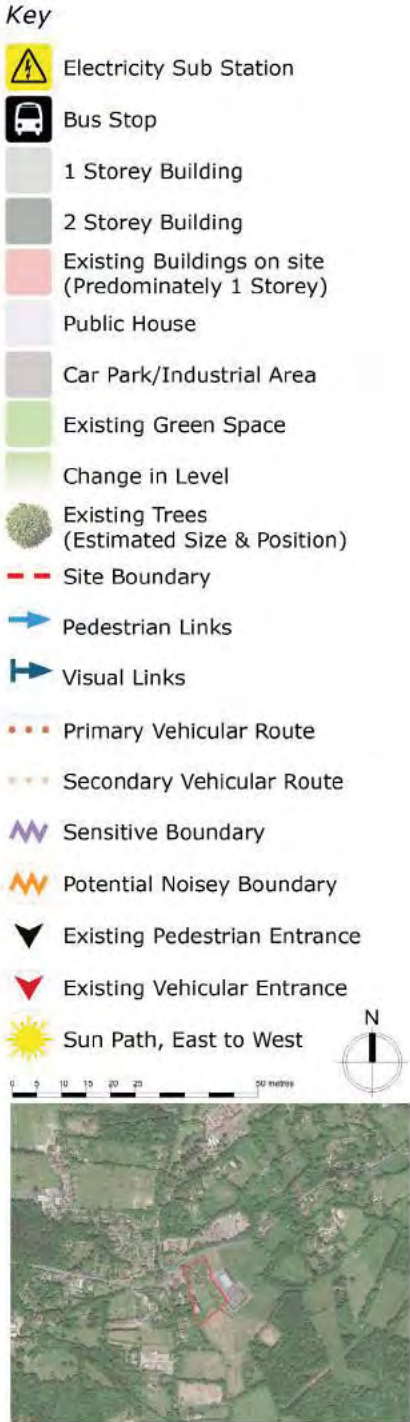 Key
Electricity Sub Station
Bus Stop
1 Storey Building
2 Storey Building
Existing Buildings on site
(Predominately 1 Storey)
Public House
Car Park/Industrial Area
Existing Green Space
Change in Level
Existing Trees
(Estimated Size & Position)
Site Boundary
Pedestrian Links
Visual Links
Primary Vehicular Route
Secondary Vehicular Route
Sensitive Boundary
Potential Noisey Boundary
Existing Pedestrian Entrance
Existing Vehicular Entrance
Sun Path, East to West
N
0 5 10 15 20 25 50 metres